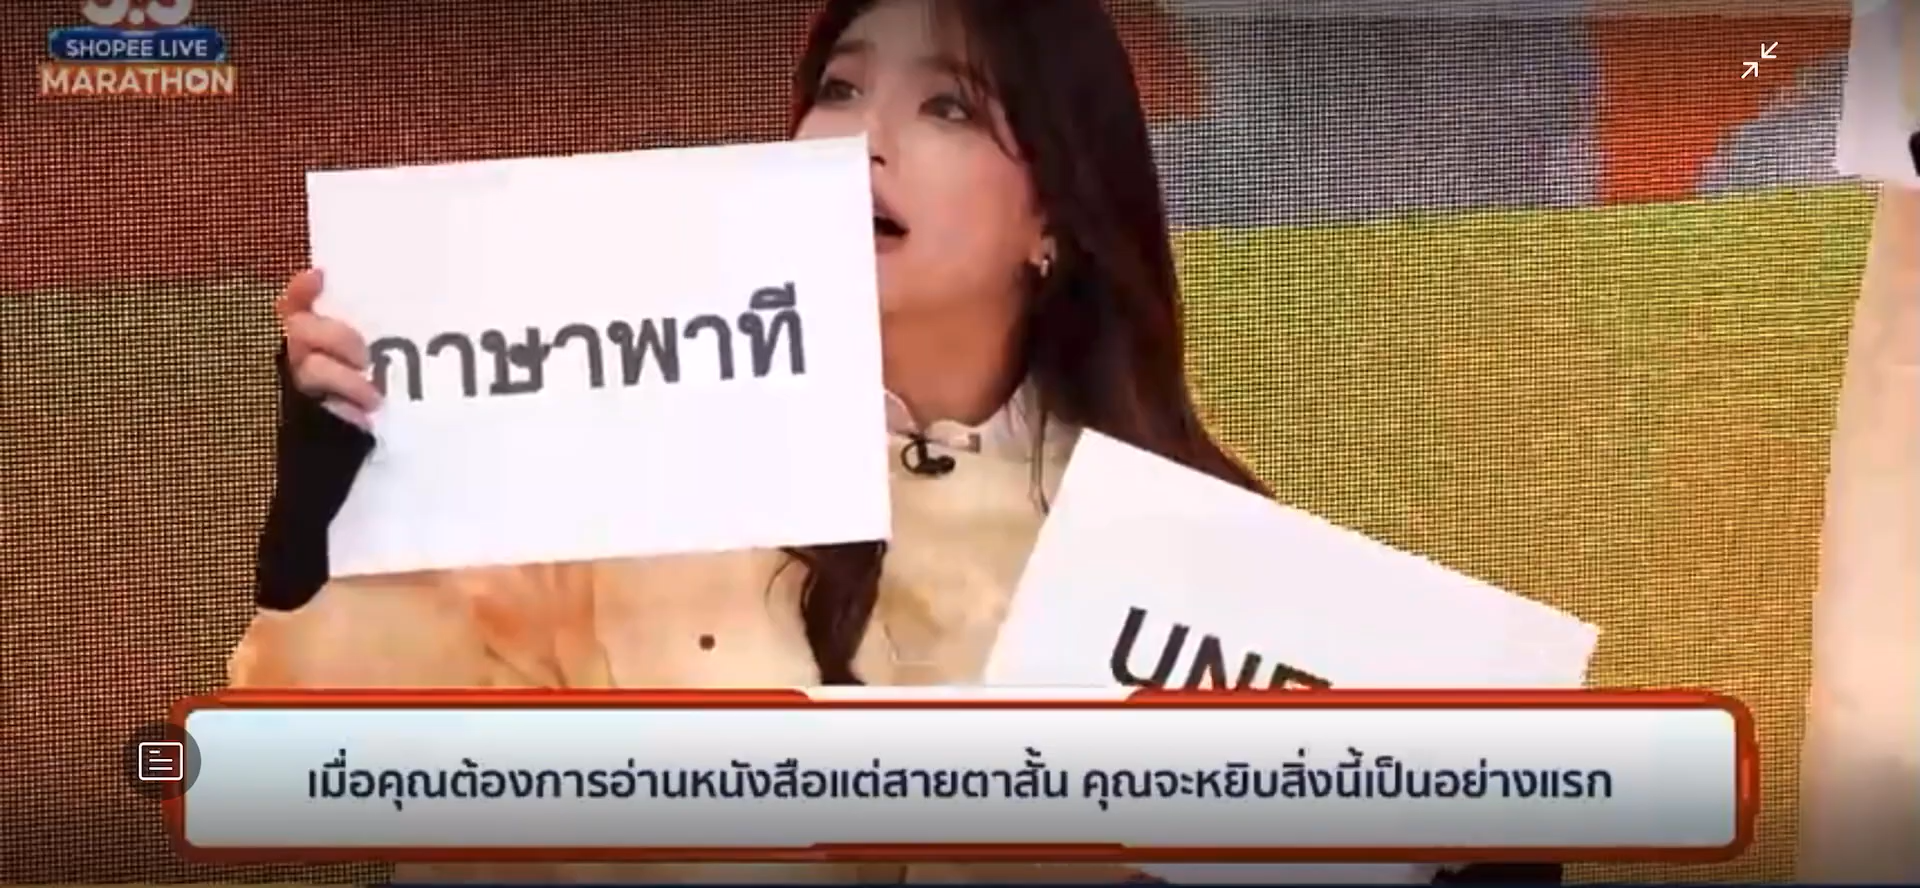 SHOPEE LIVE
MARATHON
ภาษาพาที
เมื่อคุณต้องการอ่านหนังสือแต่สายตาสั้น คุณจะหยิบสิ่งนี้เป็นอย่างแรก